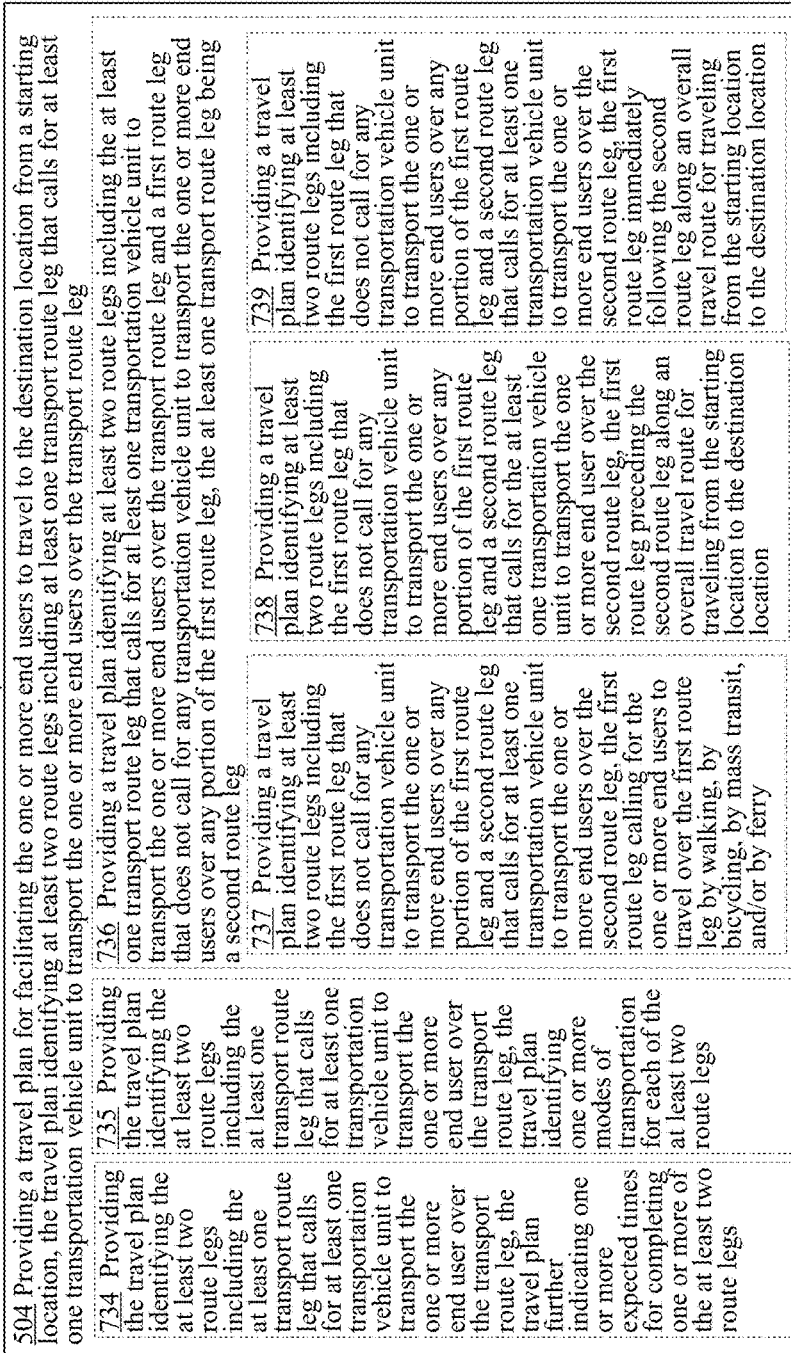 504 Providing a travel plan for facilitating the one or more end users to travel to the destination location from a starting
location, the travel plan identifying at least two route legs including at least one transport route leg that calls for at least
one transportation vehicle unit to transport the one or more end users over the transport route leg
734 Providing
the travel plan
identifying the
at least two
route legs
including the
at least one
transport route
leg that calls
for at least one
transportation
vehicle unit to
transport the
one or more
end user over
the transport
route leg, the
travel plan
further
indicating one
or more
expected times
for completing
one or more of
the at least two
route legs
735 Providing
the travel plan
identifying the
at least two
route legs
including the
at least one
transport route
leg that calls
for at least one
transportation
vehicle unit to
transport the
one or more
end user over
the transport
route leg, the
travel plan
identifying
one or more
modes of
transportation
for each of the
at least two
route legs
736 Providing a travel plan identifying at least two route legs including the at least
one transport route leg that calls for at least one transportation vehicle unit to
transport the one or more end users over the transport route leg and a first route leg
that does not call for any transportation vehicle unit to transport the one or more end
users over any portion of the first route leg, the at least one transport route leg being
a second route leg
737 Providing a travel
plan identifying at least
two route legs including
the first route leg that
does not call for any
transportation vehicle unit
to transport the one or
more end users over any
portion of the first route
leg and a second route leg
that calls for at least one
transportation vehicle unit
to transport the one or
more end users over the
second route leg, the first
route leg calling for the
one or more end users to
travel over the first route
leg by walking, by
bicycling, by mass transit,
and/or by ferry
738 Providing a travel
plan identifying at least
two route legs including
the first route leg that
does not call for any
transportation vehicle unit
to transport the one or
more end users over any
portion of the first route
leg and a second route leg
that calls for the at least
one transportation vehicle
unit to transport the one
or more end user over the
second route leg, the first
route leg preceding the
second route leg along an
overall travel route for
traveling from the starting
location to the destination
location
739 Providing a travel
plan identifying at least
two route legs including
the first route leg that
does not call for any
transportation vehicle unit
to transport the one or
more end users over any
portion of the first route
leg and a second route leg
that calls for at least one
transportation vehicle unit
to transport the one or
more end users over the
second route leg, the first
route leg immediately
following the second
route leg along an overall
travel route for traveling
from the starting location
to the destination location